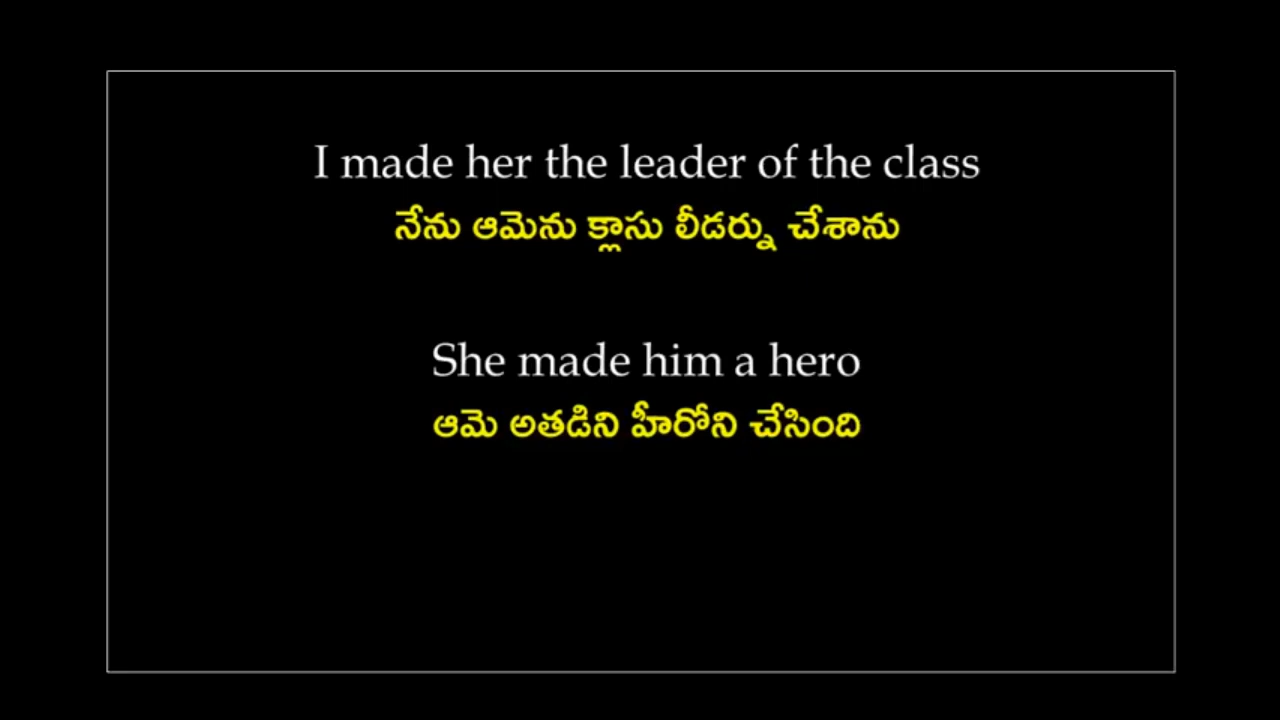 I made her the leader of the class
నేను ఆమెను క్లాసు లీడర్ను చేశాను
She made him a hero
ఆమె అతడిని హీరోని చేసింది